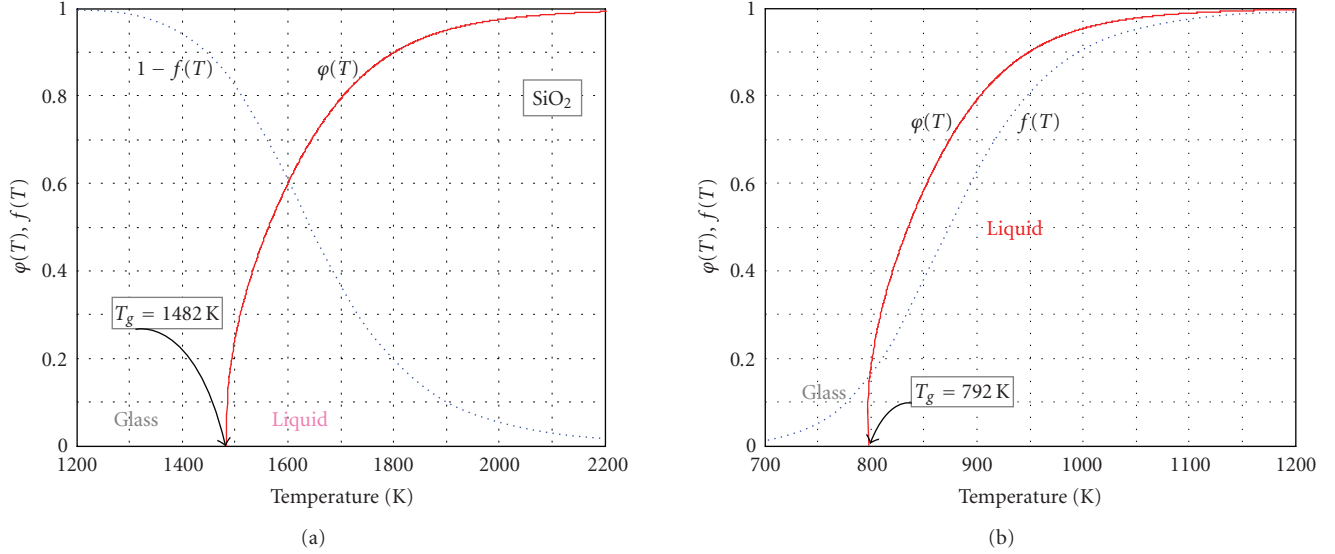 1
0.8
0.6
0.4
0.2
0
φ(T), f(T)
1 − f(T)
φ(T)
SiO₂
T_g = 1482 K
Glass
Liquid
1200 1400 1600 1800 2000 2200
Temperature (K)
(a)
1
0.8
0.6
0.4
0.2
0
φ(T), f(T)
φ(T)
f(T)
Liquid
Glass
T_g = 792 K
700 800 900 1000 1100 1200
Temperature (K)
(b)